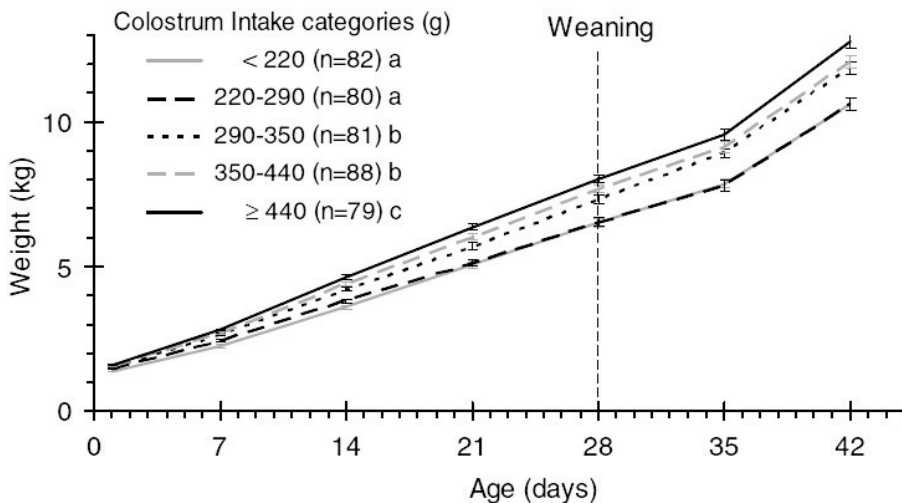 Colostrum Intake categories (g)
< 220 (n=82) a
220-290 (n=80) a
290-350 (n=81) b
350-440 (n=88) b
≥ 440 (n=79) c
Weaning
Weight (kg)
10
5
0
0 7 14 21 28 35 42
Age (days)